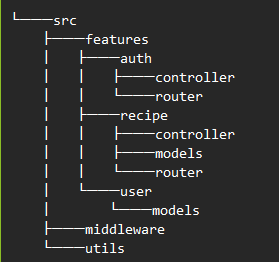 └────src
    ├────features
    │   ├────auth
    │   │   ├────controller
    │   │   └────router
    │   ├────recipe
    │   │   ├────controller
    │   │   ├────models
    │   │   └────router
    │   └────user
    │       └────models
    ├────middleware
    └────utils